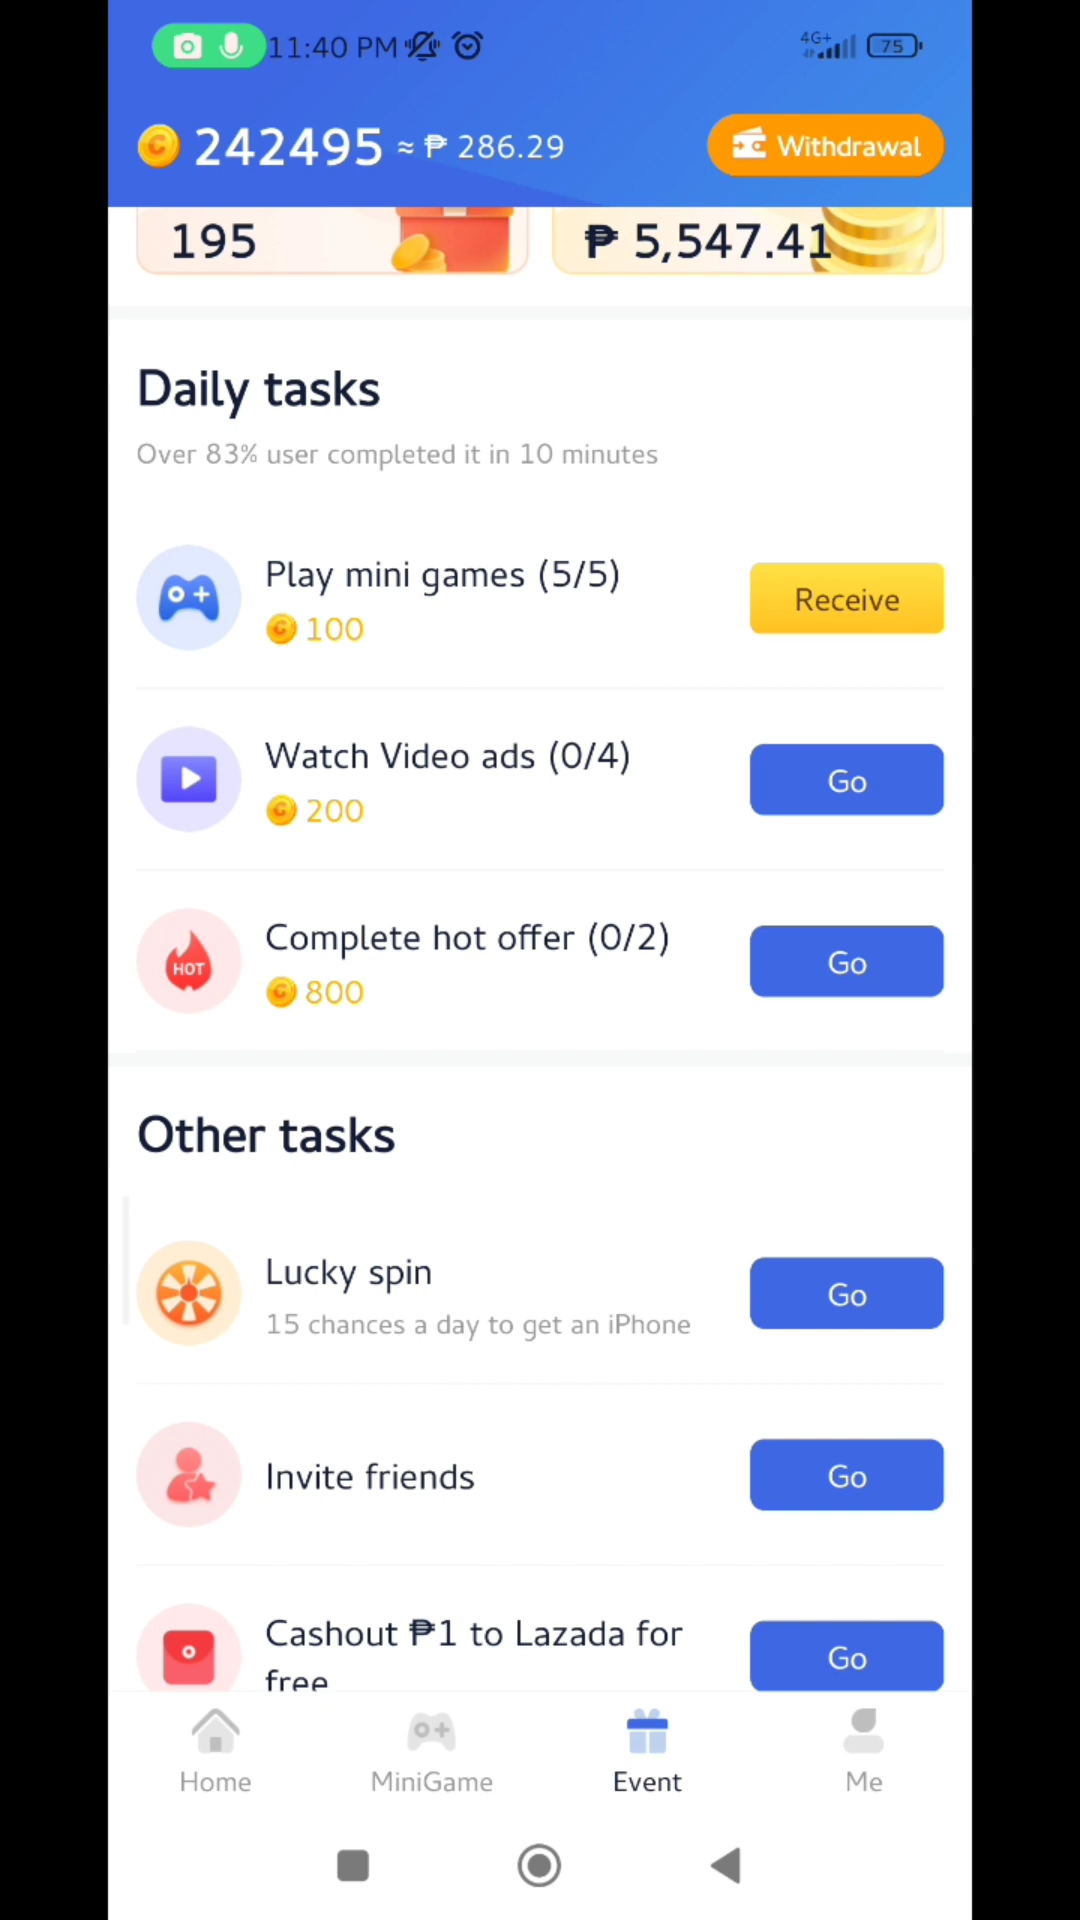 11:40 PM 4G+ 75
242495 ≈ ₱ 286.29 Withdrawal
195 ₱ 5,547.41
Daily tasks
Over 83% user completed it in 10 minutes
Play mini games (5/5)
100
Receive
Watch Video ads (0/4)
200
Go
HOT
Complete hot offer (0/2)
800
Go
Other tasks
Lucky spin
15 chances a day to get an iPhone
Go
Invite friends
Go
Cashout ₱1 to Lazada for
free
Go
Home MiniGame Event Me